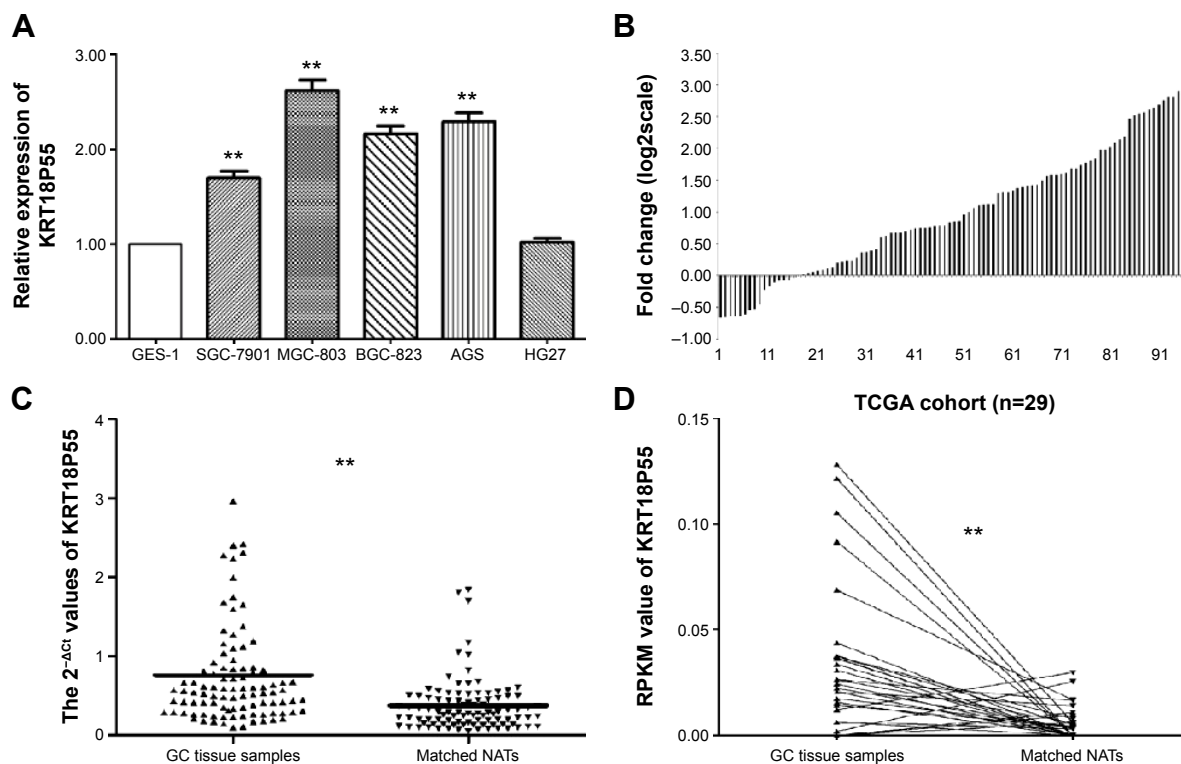 A
Relative expression of
KRT18P55
3.00
2.00
1.00
0.00
**
**
**
**
GES-1 SGC-7901 MGC-803 BGC-823 AGS HG27
B
Fold change (log2scale)
3.50
3.00
2.50
2.00
1.50
1.00
0.50
0.00
–0.50
–1.00
1 11 21 31 41 51 61 71 81 91
C
The 2–ΔCt values of KRT18P55
4
3
2
1
0
**
GC tissue samples Matched NATs
D
TCGA cohort (n=29)
RPKM value of KRT18P55
0.15
0.10
0.05
0.00
**
GC tissue samples Matched NATs